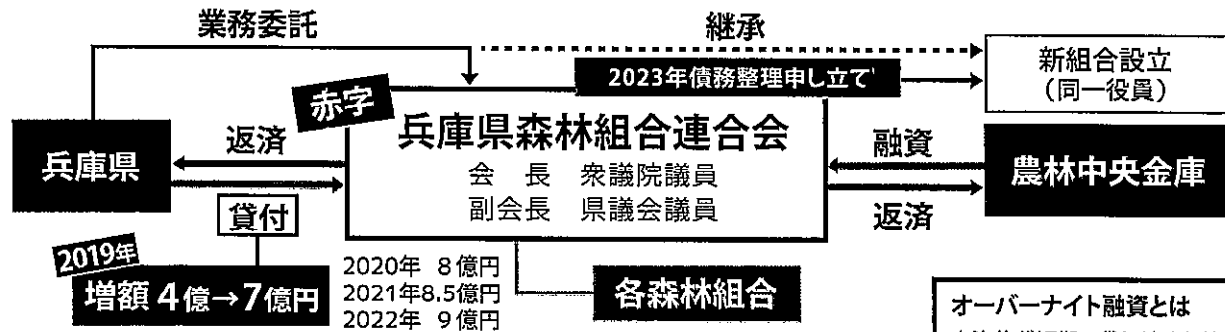 業務委託
継承
2023年債務整理申し立て
新組合設立
(同一役員)
赤字
兵庫県森林組合連合会
会　長　衆議院議員
副会長　県議会議員
兵庫県
返済
貸付
融資
返済
農林中央金庫
2019年
増額 4億→7億円
2020年 8億円
2021年8.5億円
2022年 9億円
各森林組合
オーバーナイト融資とは